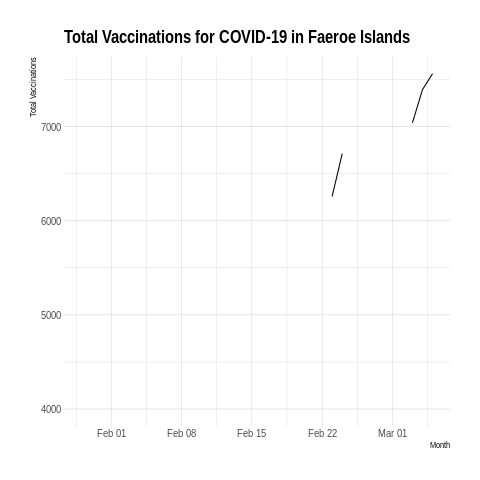 Total Vaccinations for COVID-19 in Faeroe Islands
Total Vaccinations
7000
6000
5000
4000
Feb 01 Feb 08 Feb 15 Feb 22 Mar 01
Month